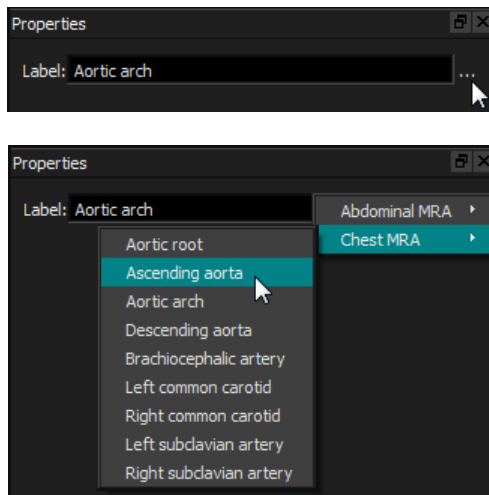 Properties
Label: Aortic arch ...
Properties
Label: Aortic arch
Abdominal MRA
Chest MRA
Aortic root
Ascending aorta
Aortic arch
Descending aorta
Brachiocephalic artery
Left common carotid
Right common carotid
Left subclavian artery
Right subclavian artery